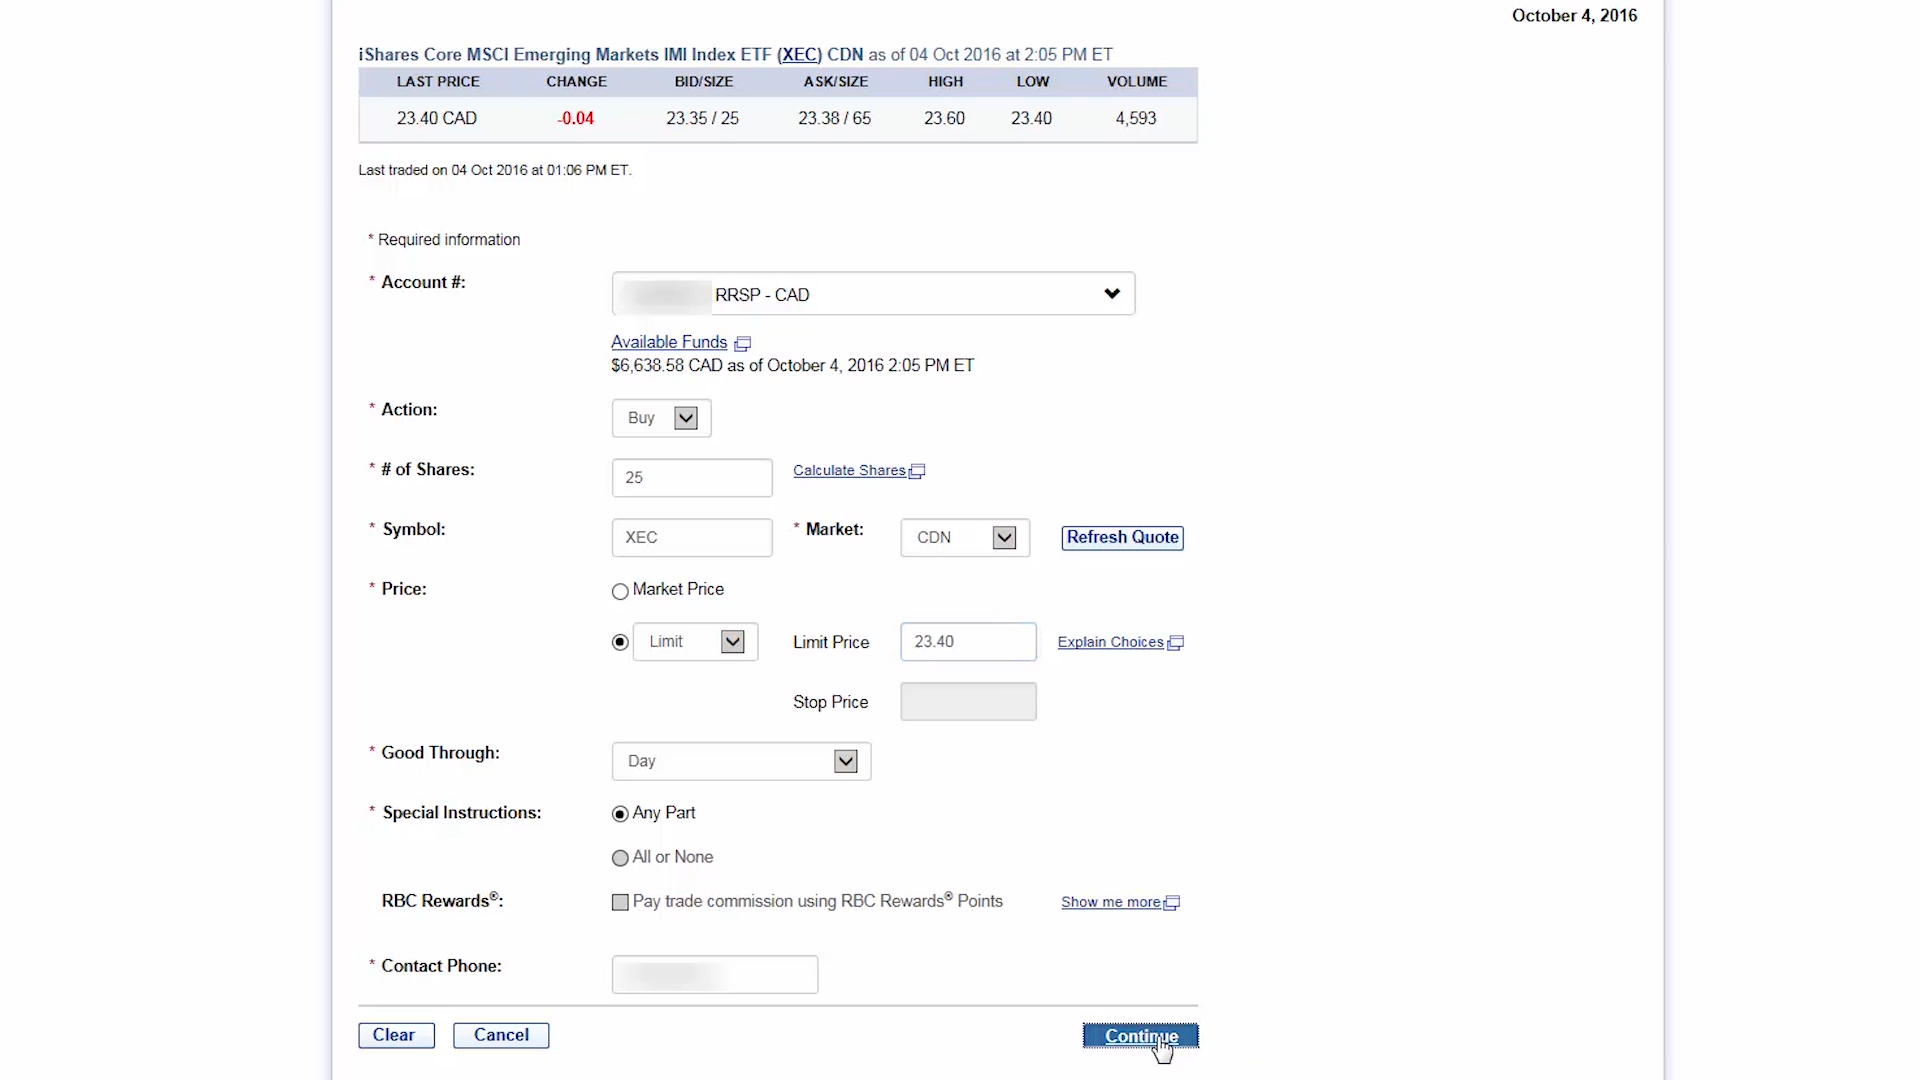 October 4, 2016
iShares Core MSCI Emerging Markets IMI Index ETF (XEC) CDN as of 04 Oct 2016 at 2:05 PM ET
LAST PRICE CHANGE BID/SIZE ASK/SIZE HIGH LOW VOLUME
23.40 CAD -0.04 23.35 / 25 23.38 / 65 23.60 23.40 4,593
Last traded on 04 Oct 2016 at 01:06 PM ET.
* Required information
* Account #: RRSP - CAD
Available Funds
$6,638.58 CAD as of October 4, 2016 2:05 PM ET
* Action: Buy
* # of Shares: 25 Calculate Shares
* Symbol: XEC * Market: CDN Refresh Quote
* Price: Market Price
Limit Limit Price 23.40 Explain Choices
Stop Price
* Good Through: Day
* Special Instructions: Any Part
All or None
RBC Rewards®: Pay trade commission using RBC Rewards® Points Show me more
* Contact Phone:
Clear Cancel Continue